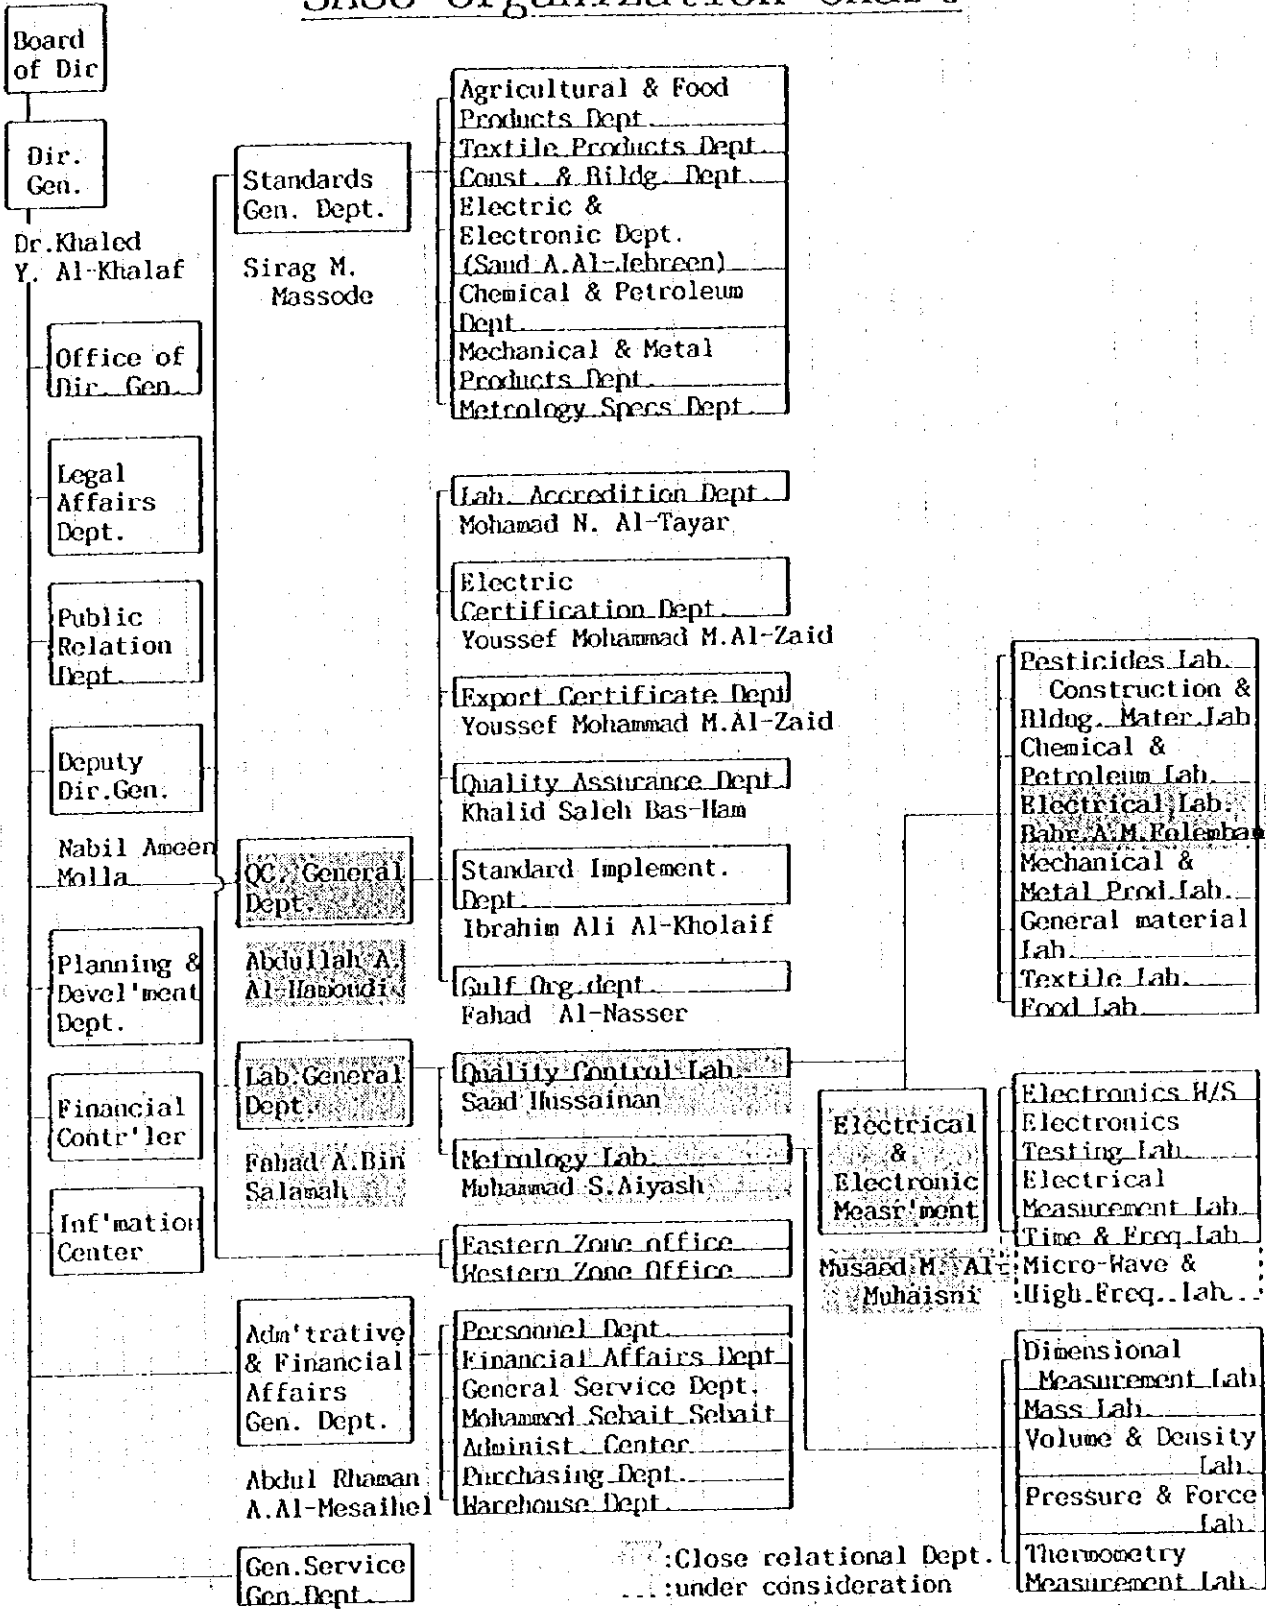 SASO Organization Chart
Board
of Dir
Dir.
Gen.
Dr.Khaled
Y. Al-Khalaf
Office of
Dir. Gen.
Legal
Affairs
Dept.
Public
Relation
Dept.
Deputy
Dir.Gen.
Nabil Ameen
Molla
Planning &
Devel'ment
Dept.
Financial
Contr'ler
Inf'mation
Center
Standards
Gen. Dept.
Sirag M.
Massode
QC. General
Dept.
Abdullah A.
Al-Hamoudi
Lab.General
Dept.
Fahad A.Bin
Salamah
Adm'trative
& Financial
Affairs
Gen. Dept.
Abdul Rhaman
A.Al-Mesaihel
Gen.Service
Gen.Dept.
Agricultural & Food
Products Dept.
Textile Products Dept.
Const. & Bildg. Dept.
Electric &
Electronic Dept.
(Saud A.Al-Jebreen)
Chemical & Petroleum
Dept.
Mechanical & Metal
Products Dept.
Metrology Specs Dept.
Lab. Accredition Dept.
Mohamad N. Al-Tayar
Electric
Certification Dept.
Youssef Mohammad M.Al-Zaid
Export Certificate Dept
Youssef Mohammad M.Al-Zaid
Quality Assurance Dept.
Khalid Saleh Bas-Ham
Standard Implement.
Dept.
Ibrahim Ali Al-Kholaif
Gulf Org.dept.
Fahad Al-Nasser
Quality Control Lab.
Saad Hussainan
Metrology Lab.
Muhammad S.Aiyash
Eastern Zone office
Western Zone Office
Personnel Dept.
Financial Affairs Dept
General Service Dept.
Mohammed Sebait Sebait
Administ. Center
Purchasing Dept.
Warehouse Dept.
Electrical
&
Electronic
Measr'ment
Musaed M. Al-
Muhaisni
Pesticides Lab.
Construction &
Bldng. Mater.Lab
Chemical &
Petroleum Lab.
Electrical Lab.
Bahr.A.M.
Mechanical &
Metal Prod.Lab.
General material
Lab.
Textile Lab.
Food Lab.
Electronics W/S
Electronics
Testing Lab.
Electrical
Measurement Lab.
Time & Freq.Lab.
Micro-Wave &
High.Freq. Lab.
Dimensional
Measurement Lab
Mass Lab.
Volume & Density
Lab.
Pressure & Force
Lab.
Thermometry
Measurement Lab.
:Close relational Dept.
:under consideration